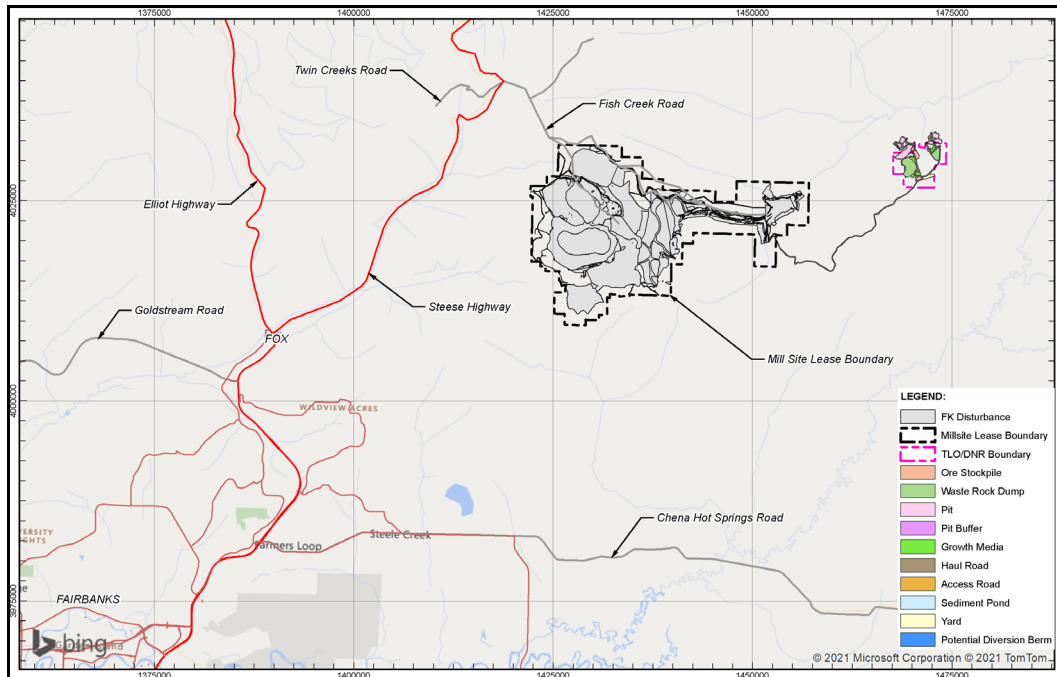 1375000
1400000
1425000
1450000
1475000
Twin Creeks Road
Fish Creek Road
4025000
4025000
Elliot Highway
Steese Highway
Goldstream Road
FOX
Mill Site Lease Boundary
4000000
4000000
WILDVIEW ACRES
LEGEND:
FK Disturbance
Millsite Lease Boundary
TLO/DNR Boundary
Ore Stockpile
Waste Rock Dump
Pit
Pit Buffer
Growth Media
Haul Road
Access Road
Sediment Pond
Yard
Potential Diversion Berm
Chena Hot Springs Road
Steele Creek
Farmers Loop
3975000
FAIRBANKS
bing
© 2021 Microsoft Corporation © 2021 TomTom
1375000
1400000
1425000
1450000
1475000